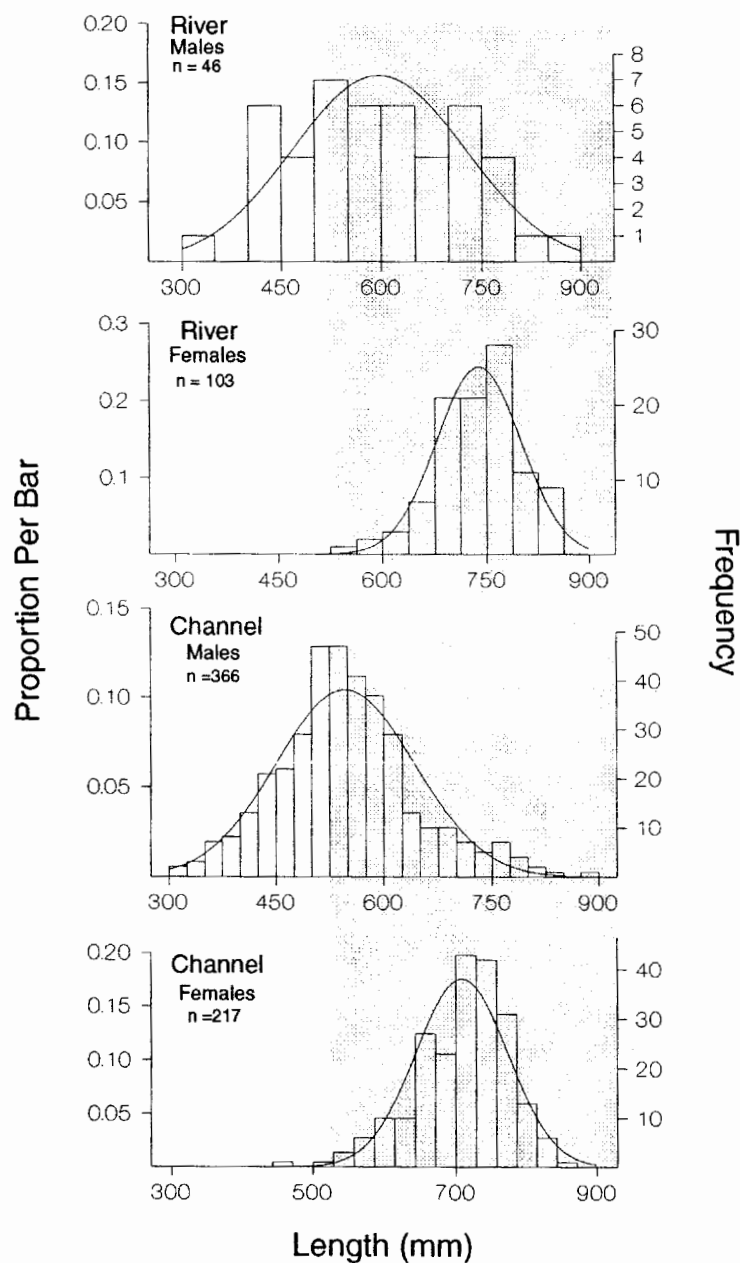 Proportion Per Bar
Frequency
River
Males
n = 46
0.20
0.15
0.10
0.05
8
7
6
5
4
3
2
1
300 450 600 750 900
River
Females
n = 103
0.3
0.2
0.1
30
20
10
300 450 600 750 900
Channel
Males
n =366
0.15
0.10
0.05
50
40
30
20
10
300 450 600 750 900
Channel
Females
n =217
0.20
0.15
0.10
0.05
40
30
20
10
300 500 700 900
Length (mm)